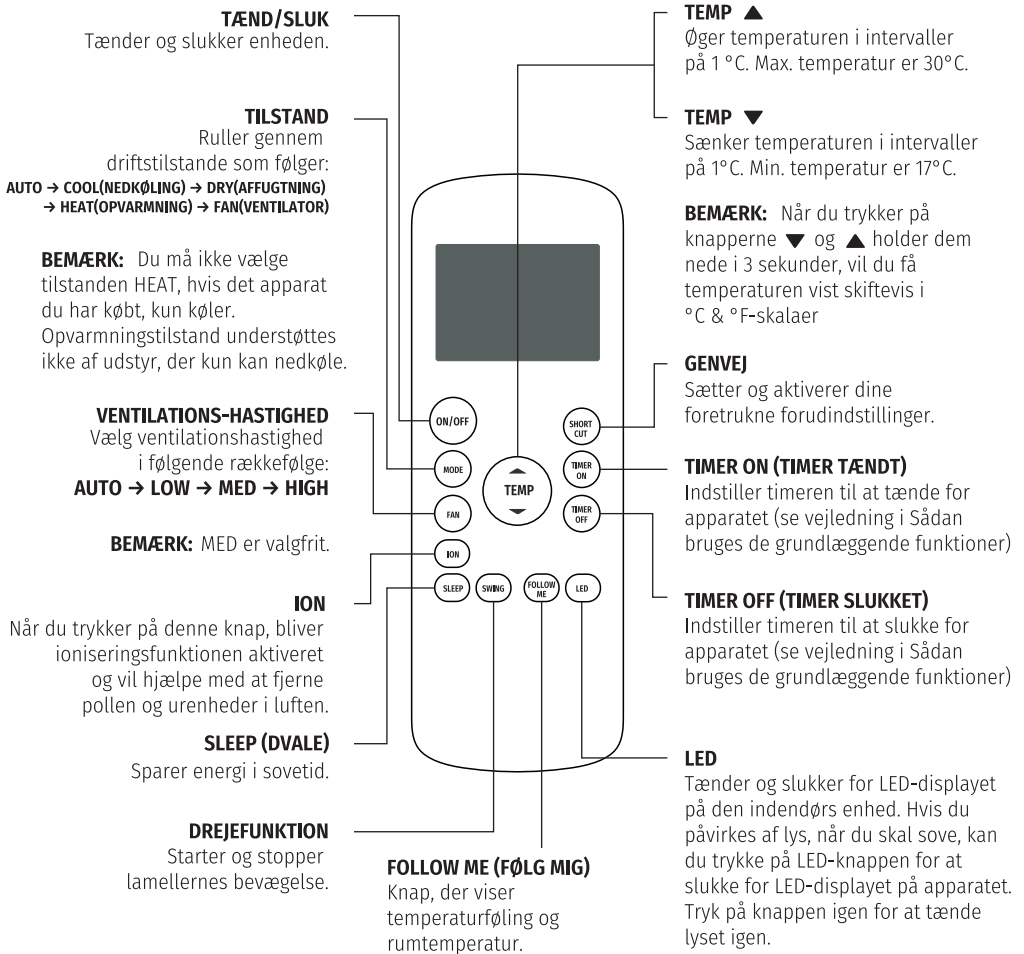 TÆND/SLUK
Tænder og slukker enheden.
TILSTAND
Ruller gennem
driftstilstande som følger:
AUTO → COOL(NEDKØLING) → DRY(AFFUGTNING)
→ HEAT(OPVARMNING) → FAN(VENTILATOR)
BEMÆRK: Du må ikke vælge
tilstanden HEAT, hvis det apparat
du har købt, kun køler.
Opvarmningstilstand understøttes
ikke af udstyr, der kun kan nedkøle.
VENTILATIONS-HASTIGHED
Vælg ventilationshastighed
i følgende rækkefølge:
AUTO → LOW → MED → HIGH
BEMÆRK: MED er valgfrit.
ION
Når du trykker på denne knap, bliver
ioniseringsfunktionen aktiveret
og vil hjælpe med at fjerne
pollen og urenheder i luften.
SLEEP (DVALE)
Sparer energi i sovetid.
DREJEFUNKTION
Starter og stopper
lamellernes bevægelse.
ON/OFF
MODE
FAN
ION
SLEEP
SWING
TEMP
SHORT
CUT
TIMER
ON
TIMER
OFF
FOLLOW
ME
LED
FOLLOW ME (FØLG MIG)
Knap, der viser
temperaturføling og
rumtemperatur.
TEMP ▲
Øger temperaturen i intervaller
på 1 °C. Max. temperatur er 30°C.
TEMP ▼
Sænker temperaturen i intervaller
på 1°C. Min. temperatur er 17°C.
BEMÆRK: Når du trykker på
knapperne ▼ og ▲ holder dem
nede i 3 sekunder, vil du få
temperaturen vist skiftevis i
°C & °F-skalaer
GENVEJ
Sætter og aktiverer dine
foretrukne forudindstillinger.
TIMER ON (TIMER TÆNDT)
Indstiller timeren til at tænde for
apparatet (se vejledning i Sådan
bruges de grundlæggende funktioner)
TIMER OFF (TIMER SLUKKET)
Indstiller timeren til at slukke for
apparatet (se vejledning i Sådan
bruges de grundlæggende funktioner)
LED
Tænder og slukker for LED-displayet
på den indendørs enhed. Hvis du
påvirkes af lys, når du skal sove, kan
du trykke på LED-knappen for at
slukke for LED-displayet på apparatet.
Tryk på knappen igen for at tænde
lyset igen.